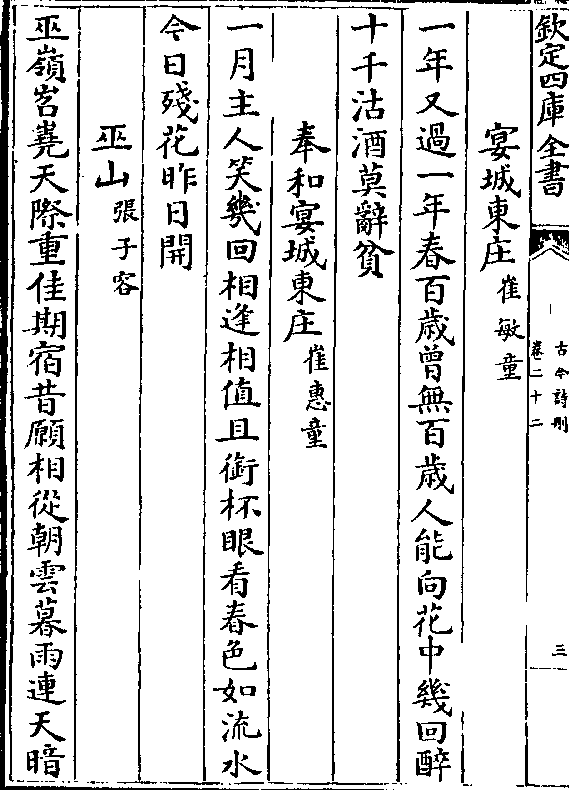 欽定四庫全書
古今詩刪
卷二十二
三
宴城東庄 崔敏童
一年又過一年春百歲曾無百歲人能向花中幾回醉
十千沽酒莫辭貧
奉和宴城東庄 崔惠童
一月主人笑幾回相逢相值且銜杯眼看春色如流水
今日殘花昨日開
巫山 張子容
巫嶺岧嶤天際重佳期宿昔願相從朝雲暮雨連天暗